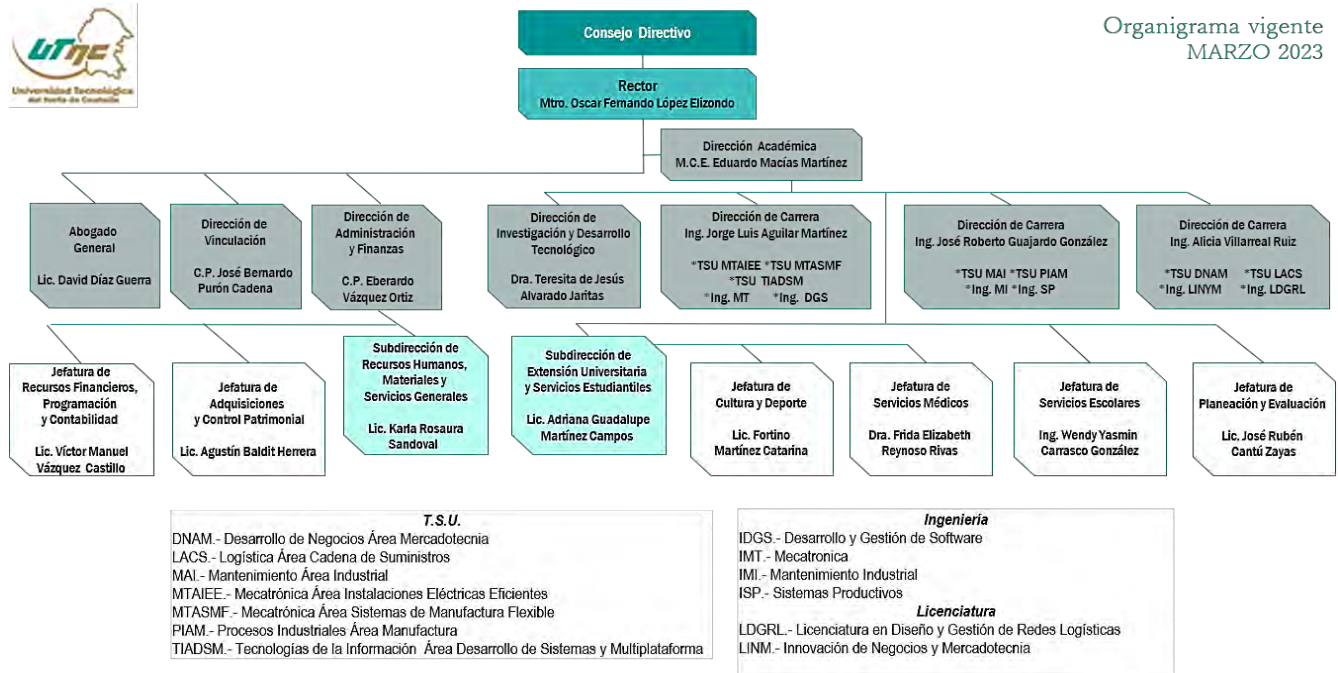 UTNC
Universidad Tecnológica
del Norte de Coahuila
Organigrama vigente
MARZO 2023
Consejo Directivo
Rector
Mtro. Oscar Fernando López Elizondo
Dirección Académica
M.C.E. Eduardo Macías Martínez
Abogado
General
Lic. David Díaz Guerra
Dirección de
Vinculación
C.P. José Bernardo
Purón Cadena
Dirección de
Administración
y Finanzas
C.P. Eberardo
Vázquez Ortiz
Dirección de
Investigación y Desarrollo
Tecnológico
Dra. Teresita de Jesús
Alvarado Jaritas
Dirección de Carrera
Ing. Jorge Luis Aguilar Martínez
*TSU MTAIEE *TSU MTASMF
*TSU TIADSM
*Ing. MT *Ing. DGS
Dirección de Carrera
Ing. José Roberto Guajardo González
*TSU MAI *TSU PIAM
*Ing. MI *Ing. SP
Dirección de Carrera
Ing. Alicia Villarreal Ruiz
*TSU DNAM *TSU LACS
*Ing. LINYM *Ing. LDGRL
Jefatura de
Recursos Financieros,
Programación
y Contabilidad
Lic. Víctor Manuel
Vázquez Castillo
Jefatura de
Adquisiciones
y Control Patrimonial
Lic. Agustín Baldit Herrera
Subdirección de
Recursos Humanos,
Materiales y
Servicios Generales
Lic. Karla Rosaura
Sandoval
Subdirección de
Extensión Universitaria
y Servicios Estudiantiles
Lic. Adriana Guadalupe
Martínez Campos
Jefatura de
Cultura y Deporte
Lic. Fortino
Martínez Catarina
Jefatura de
Servicios Médicos
Dra. Frida Elizabeth
Reynoso Rivas
Jefatura de
Servicios Escolares
Ing. Wendy Yasmin
Carrasco González
Jefatura de
Planeación y Evaluación
Lic. José Rubén
Cantú Zayas
T.S.U.
DNAM.- Desarrollo de Negocios Área Mercadotecnia
LACS.- Logística Área Cadena de Suministros
MAI.- Mantenimiento Área Industrial
MTAIEE.- Mecatrónica Área Instalaciones Eléctricas Eficientes
MTASMF.- Mecatrónica Área Sistemas de Manufactura Flexible
PIAM.- Procesos Industriales Área Manufactura
TIADSM.- Tecnologías de la Información Área Desarrollo de Sistemas y Multiplataforma
Ingeniería
IDGS.- Desarrollo y Gestión de Software
IMT.- Mecatronica
IMI.- Mantenimiento Industrial
ISP.- Sistemas Productivos
Licenciatura
LDGRL.- Licenciatura en Diseño y Gestión de Redes Logísticas
LINM.- Innovación de Negocios y Mercadotecnia